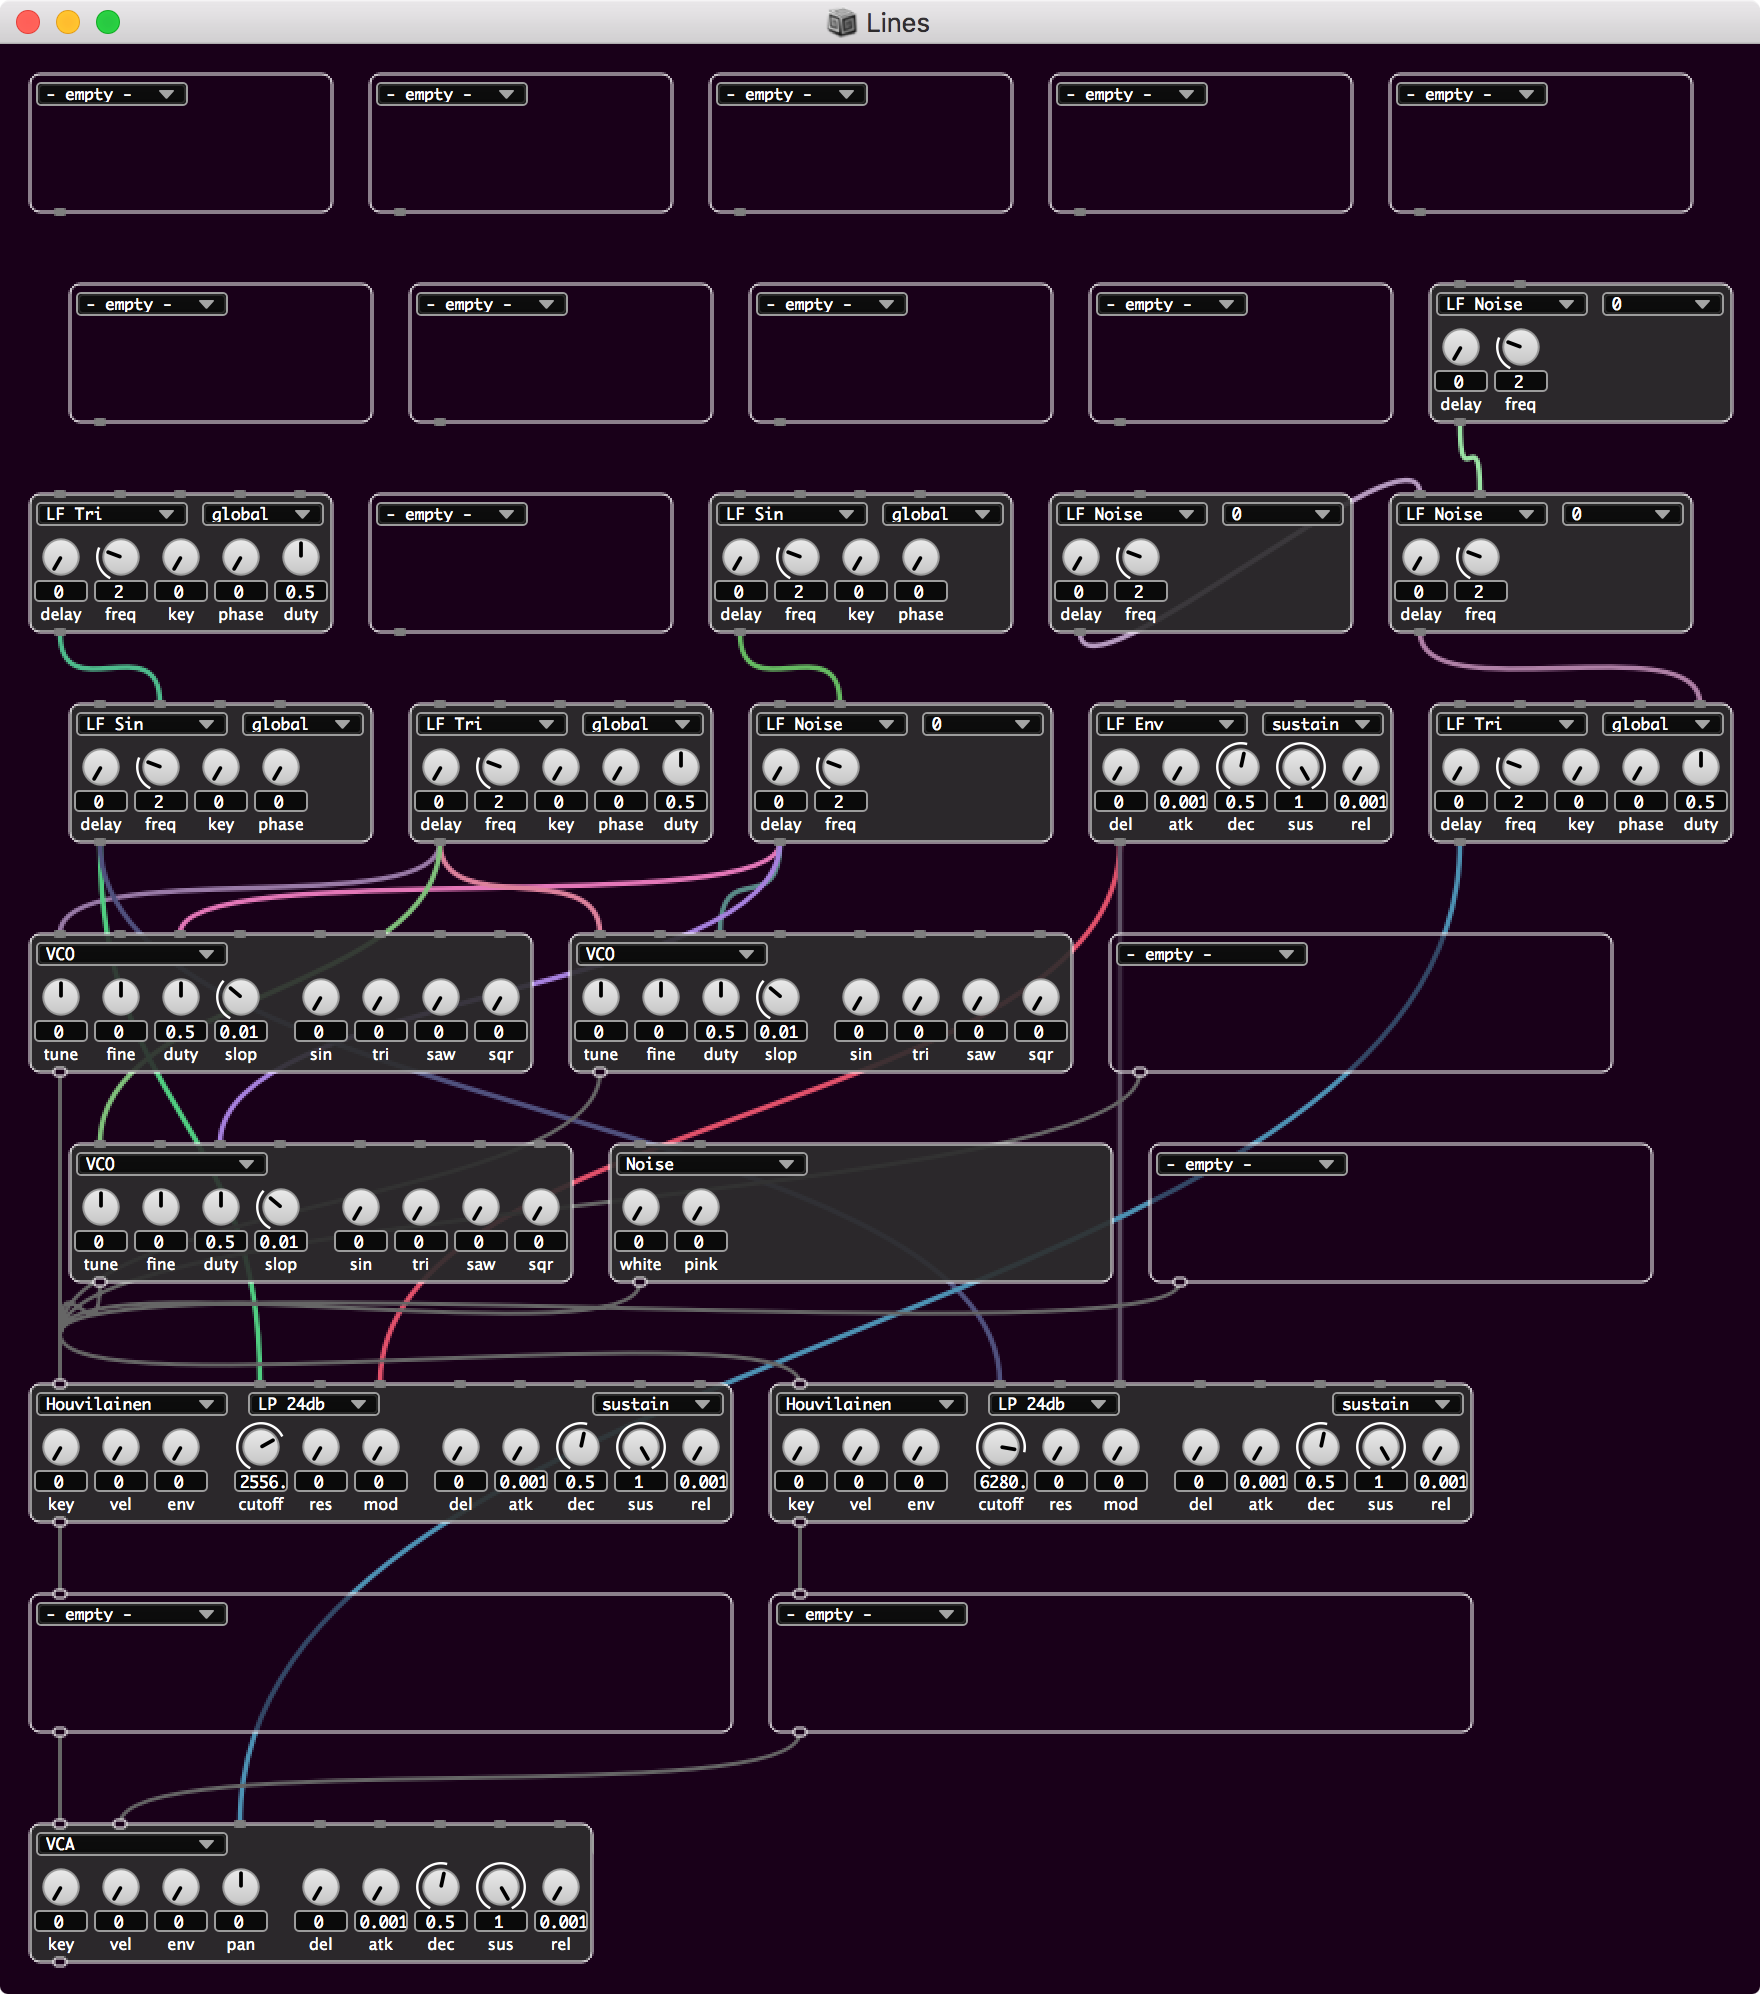 Lines
- empty - - empty - - empty - - empty - - empty -
- empty - - empty - - empty - - empty - LF Noise 0
0 2
delay freq
LF Tri global - empty - LF Sin global LF Noise 0 LF Noise 0
0 2 0 0 0.5 0 2 0 0 0 2 0 2
delay freq key phase duty delay freq key phase delay freq delay freq
LF Sin global LF Tri global LF Noise 0 LF Env sustain LF Tri global
0 2 0 0 0 2 0 0 0.5 0 2 0 0.001 0.5 1 0.001 0 2 0 0 0.5
delay freq key phase delay freq key phase duty delay freq del atk dec sus rel delay freq key phase duty
VCO VCO - empty -
0 0 0.5 0.01 0 0 0 0 0 0 0.5 0.01 0 0 0 0
tune fine duty slop sin tri saw sqr tune fine duty slop sin tri saw sqr
VCO Noise - empty -
0 0 0.5 0.01 0 0 0 0 0 0
tune fine duty slop sin tri saw sqr white pink
Houvilainen LP 24db sustain Houvilainen LP 24db sustain
0 0 0 2556. 0 0 0 0.001 0.5 1 0.001 0 0 0 6280. 0 0 0 0.001 0.5 1 0.001
key vel env cutoff res mod del atk dec sus rel key vel env cutoff res mod del atk dec sus rel
- empty - - empty -
VCA
0 0 0 0 0 0.001 0.5 1 0.001
key vel env pan del atk dec sus rel